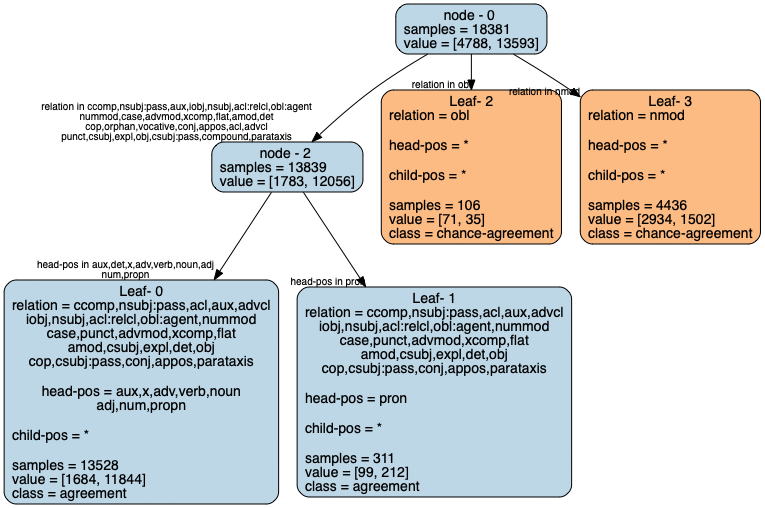 node - 0
samples = 18381
value = [4788, 13593]
relation in ccomp,nsubj:pass,aux,iobj,nsubj,acl:relcl,obl:agent
nummod,case,advmod,xcomp,flat,amod,det
cop,orphan,vocative,conj,appos,acl,advcl
punct,csubj,expl,obj,csubj:pass,compound,parataxis
relation in obl
relation in nmod
node - 2
samples = 13839
value = [1783, 12056]
Leaf- 2
relation = obl
head-pos = *
child-pos = *
samples = 106
value = [71, 35]
class = chance-agreement
Leaf- 3
relation = nmod
head-pos = *
child-pos = *
samples = 4436
value = [2934, 1502]
class = chance-agreement
head-pos in aux,det,x,adv,verb,noun,adj
num,propn
head-pos in pron
Leaf- 0
relation = ccomp,nsubj:pass,acl,aux,advcl
iobj,nsubj,acl:relcl,obl:agent,nummod
case,punct,advmod,xcomp,flat
amod,csubj,expl,det,obj
cop,csubj:pass,conj,appos,parataxis
head-pos = aux,x,adv,verb,noun
adj,num,propn
child-pos = *
samples = 13528
value = [1684, 11844]
class = agreement
Leaf- 1
relation = ccomp,nsubj:pass,acl,aux,advcl
iobj,nsubj,acl:relcl,obl:agent,nummod
case,punct,advmod,xcomp,flat
amod,csubj,expl,det,obj
cop,csubj:pass,conj,appos,parataxis
head-pos = pron
child-pos = *
samples = 311
value = [99, 212]
class = agreement